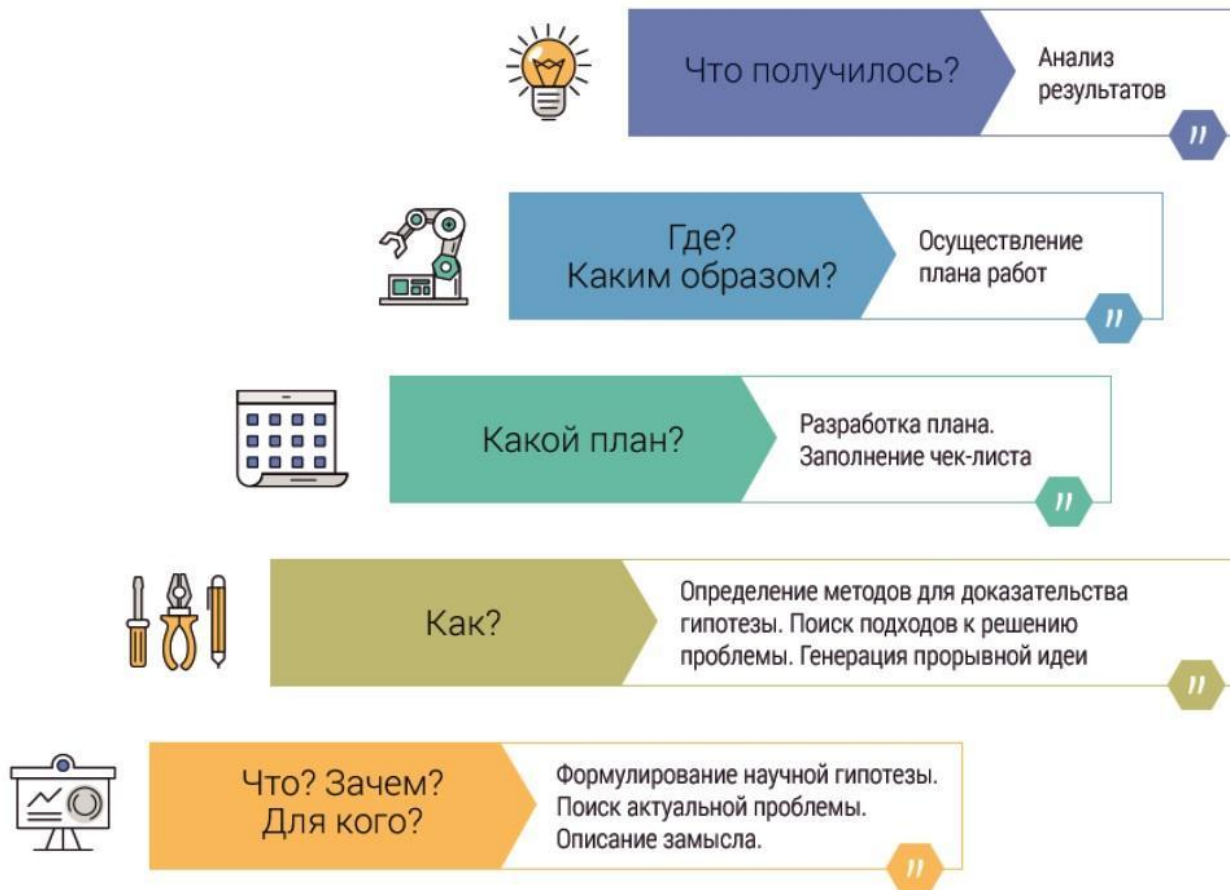 Что получилось?
Анализ
результатов
Где?
Каким образом?
Осуществление
плана работ
Какой план?
Разработка плана.
Заполнение чек-листа
Как?
Определение методов для доказательства
гипотезы. Поиск подходов к решению
проблемы. Генерация прорывной идеи
Что? Зачем?
Для кого?
Формулирование научной гипотезы.
Поиск актуальной проблемы.
Описание замысла.